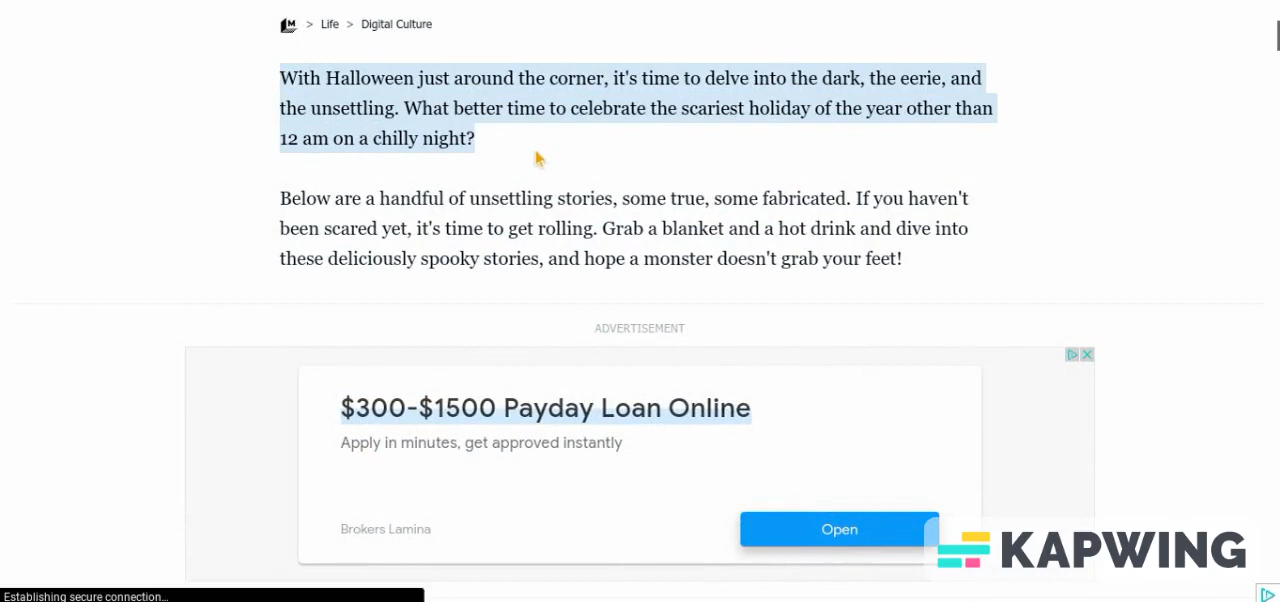 > Life > Digital Culture
With Halloween just around the corner, it's time to delve into the dark, the eerie, and
the unsettling. What better time to celebrate the scariest holiday of the year other than
12 am on a chilly night?
Below are a handful of unsettling stories, some true, some fabricated. If you haven't
been scared yet, it's time to get rolling. Grab a blanket and a hot drink and dive into
these deliciously spooky stories, and hope a monster doesn't grab your feet!
ADVERTISEMENT
$300-$1500 Payday Loan Online
Apply in minutes, get approved instantly
Brokers Lamina
Open
KAPWING
Establishing secure connection...